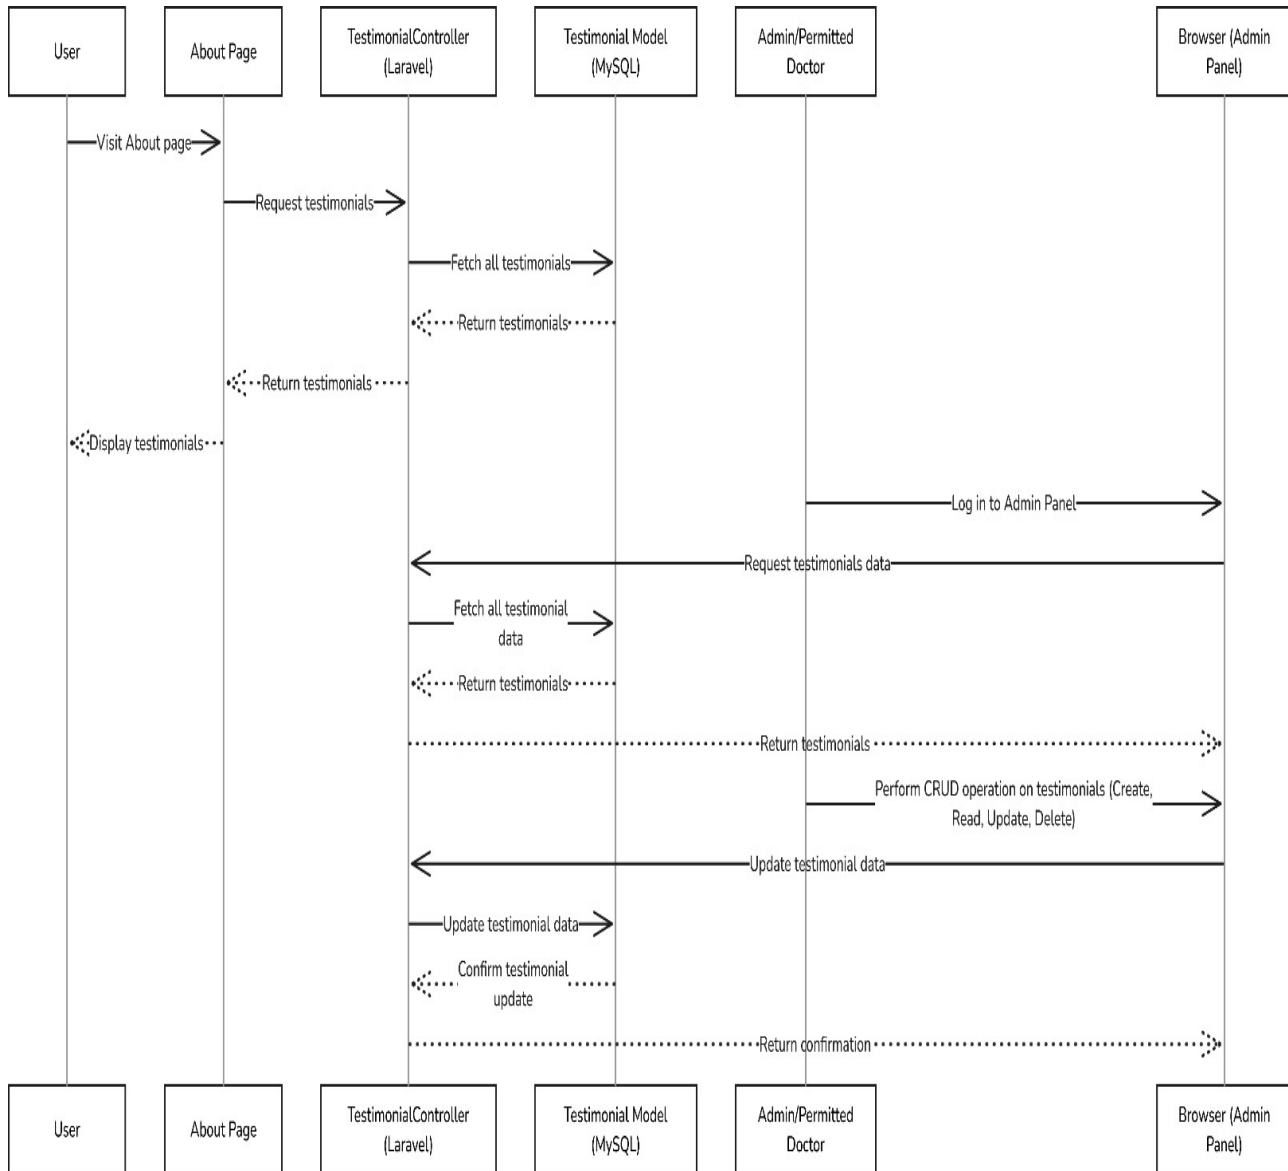 User
About Page
TestimonialController
(Laravel)
Testimonial Model
(MySQL)
Admin/Permitted
Doctor
Browser (Admin
Panel)
Visit About page
Request testimonials
Fetch all testimonials
Return testimonials
Return testimonials
Display testimonials
Log in to Admin Panel
Request testimonials data
Fetch all testimonial
data
Return testimonials
Return testimonials
Perform CRUD operation on testimonials (Create,
Read, Update, Delete)
Update testimonial data
Update testimonial data
Confirm testimonial
update
Return confirmation
User
About Page
TestimonialController
(Laravel)
Testimonial Model
(MySQL)
Admin/Permitted
Doctor
Browser (Admin
Panel)